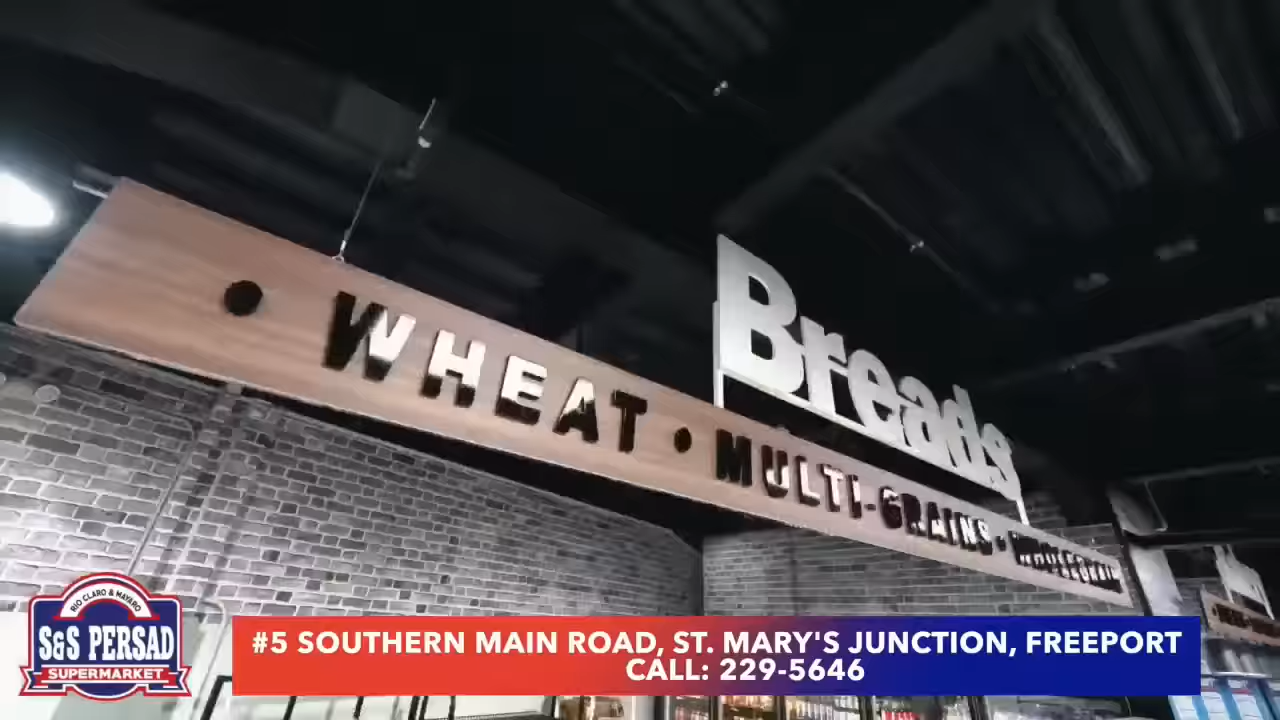 Breads
• WHEAT • MULTI-GRAINS •
RIO CLARO & MAYARO
S&S PERSAD
SUPERMARKET
#5 SOUTHERN MAIN ROAD, ST. MARY'S JUNCTION, FREEPORT
CALL: 229-5646